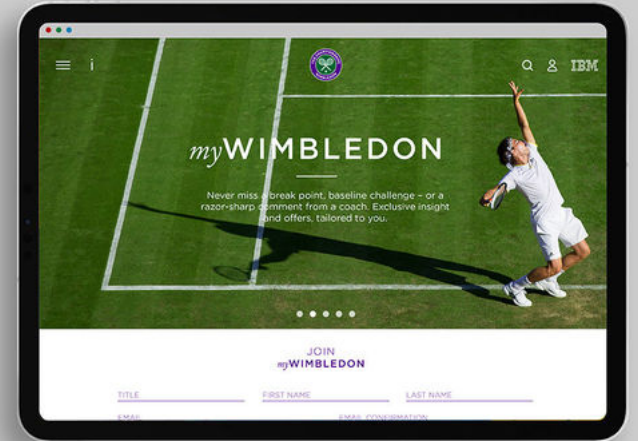 i
IBM
myWIMBLEDON
Never miss a break point, baseline challenge – or a
razor-sharp comment from a coach. Exclusive insight
and offers, tailored to you.
JOIN
myWIMBLEDON
TITLE
FIRST NAME
LAST NAME
EMAIL
EMAIL CONFIRMATION